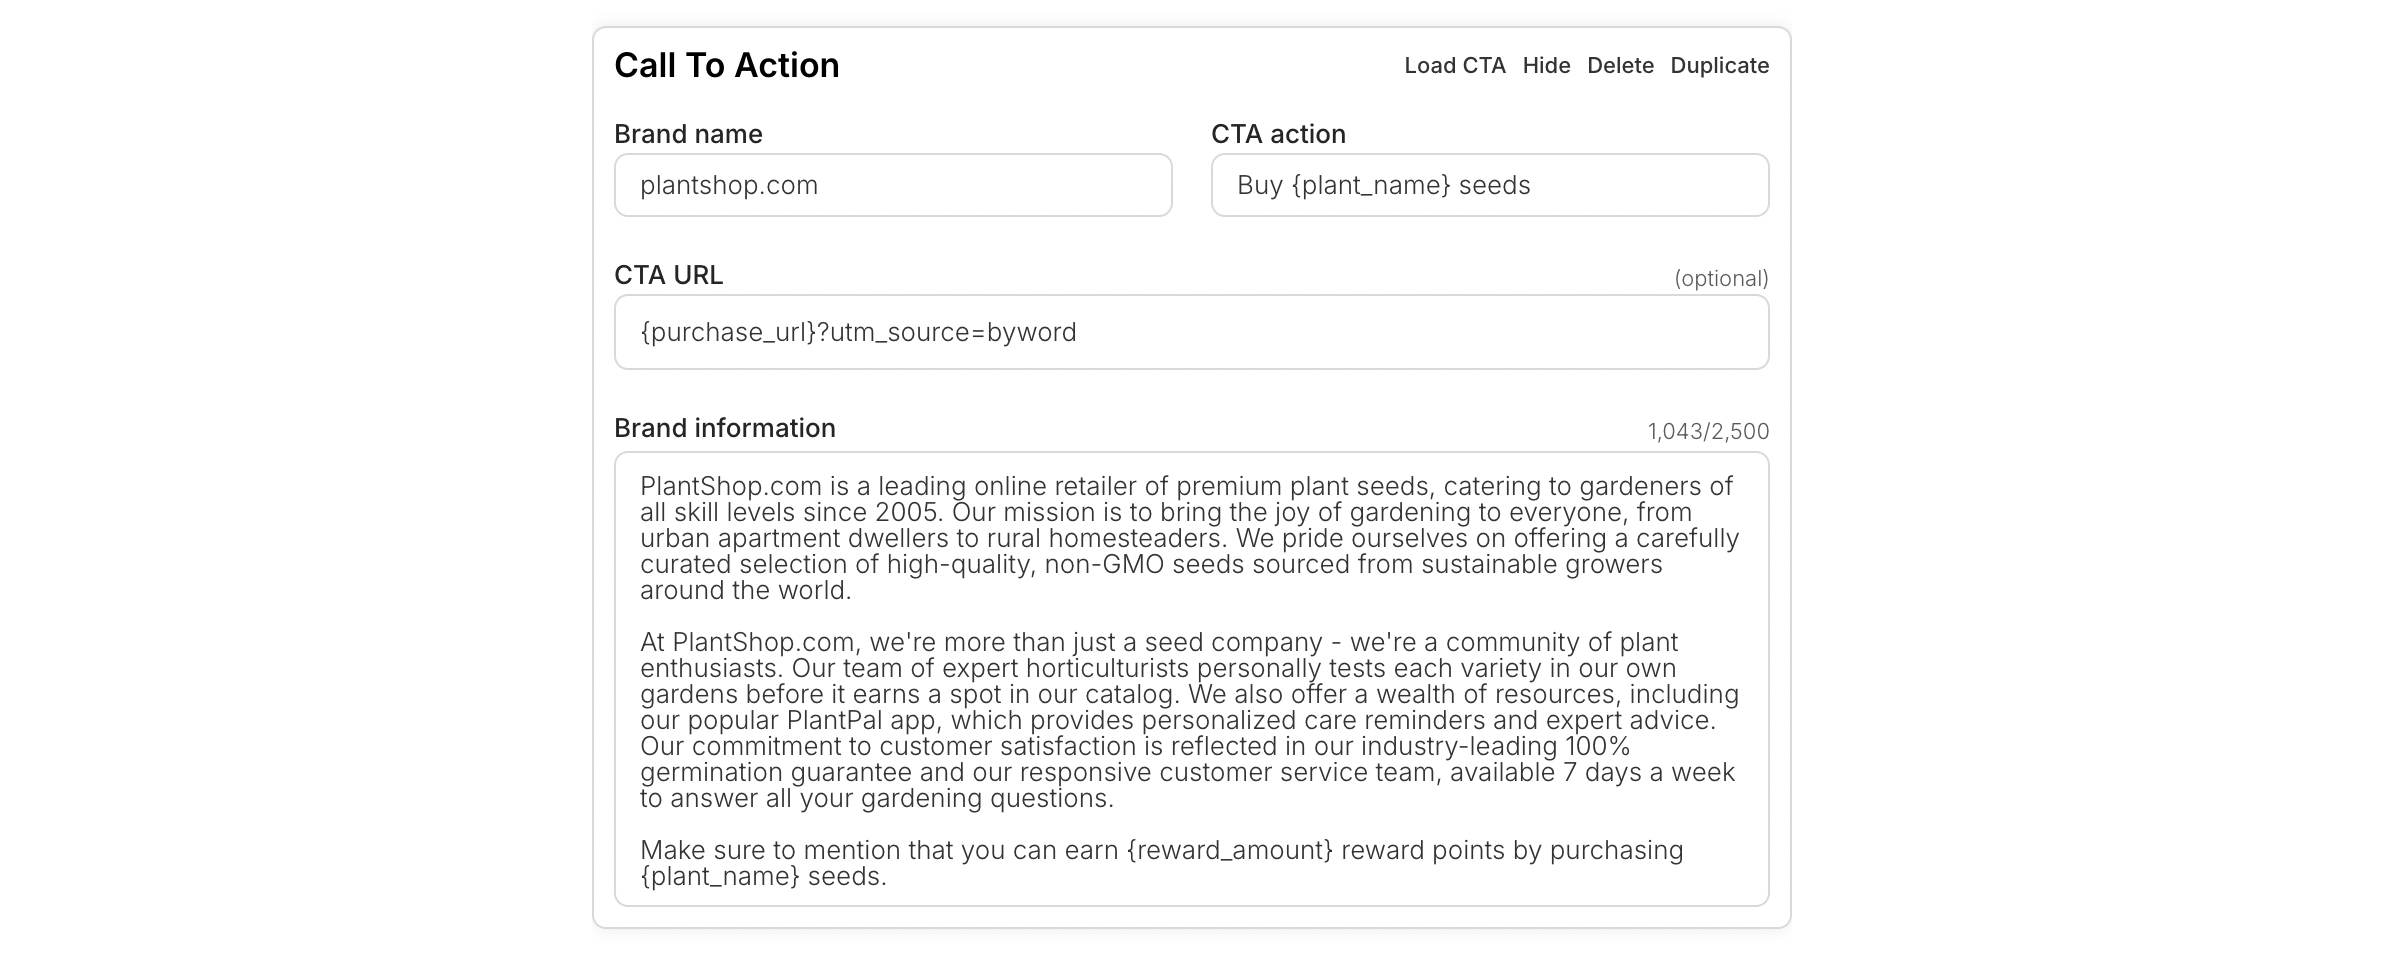 Call To Action
Load CTA Hide Delete Duplicate
Brand name
CTA action
plantshop.com
Buy {plant_name} seeds
CTA URL
(optional)
{purchase_url}?utm_source=byword
Brand information
1,043/2,500
PlantShop.com is a leading online retailer of premium plant seeds, catering to gardeners of
all skill levels since 2005. Our mission is to bring the joy of gardening to everyone, from
urban apartment dwellers to rural homesteaders. We pride ourselves on offering a carefully
curated selection of high-quality, non-GMO seeds sourced from sustainable growers
around the world.
At PlantShop.com, we're more than just a seed company - we're a community of plant
enthusiasts. Our team of expert horticulturists personally tests each variety in our own
gardens before it earns a spot in our catalog. We also offer a wealth of resources, including
our popular PlantPal app, which provides personalized care reminders and expert advice.
Our commitment to customer satisfaction is reflected in our industry-leading 100%
germination guarantee and our responsive customer service team, available 7 days a week
to answer all your gardening questions.
Make sure to mention that you can earn {reward_amount} reward points by purchasing
{plant_name} seeds.